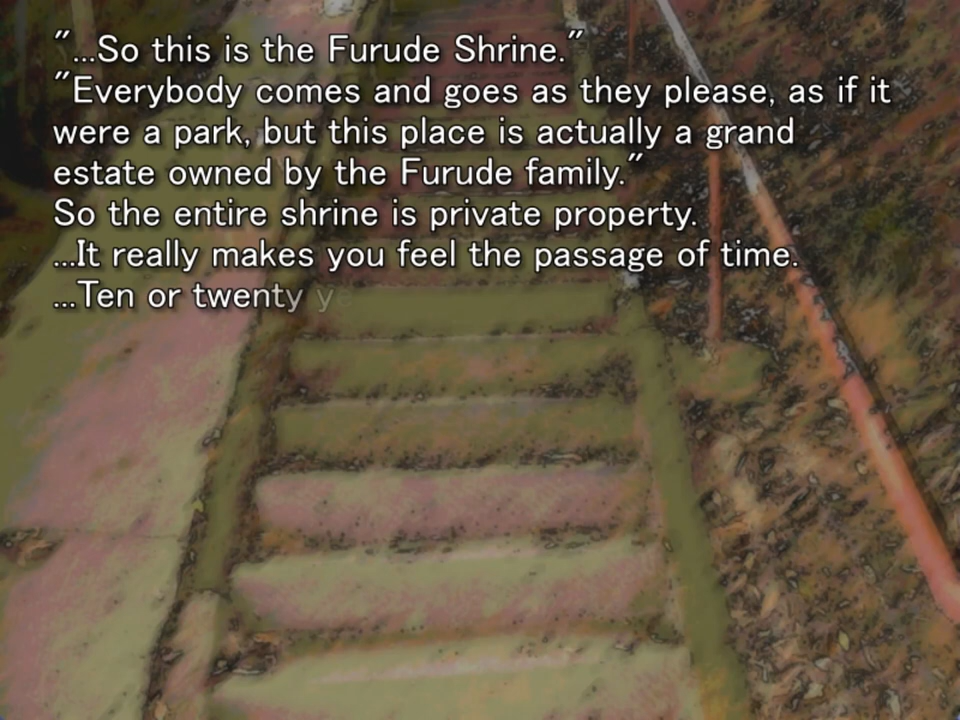 "...So this is the Furude Shrine."
"Everybody comes and goes as they please, as if it
were a park, but this place is actually a grand
estate owned by the Furude family."
So the entire shrine is private property.
...It really makes you feel the passage of time.
...Ten or twenty ye